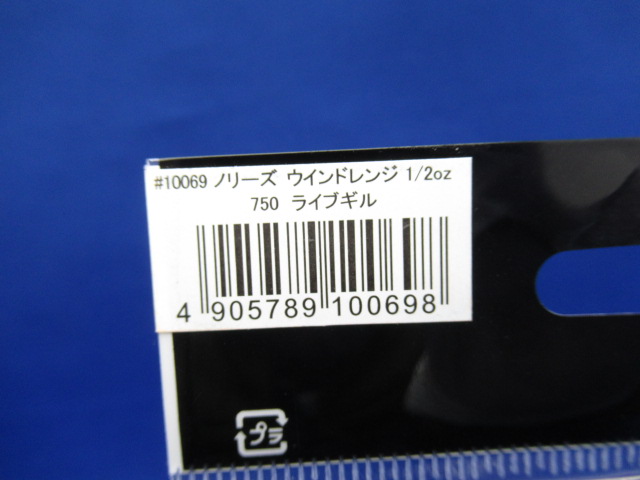 #10069 ノリーズ ウインドレンジ 1/2oz
750 ライブギル
4 905789 100698
プラ